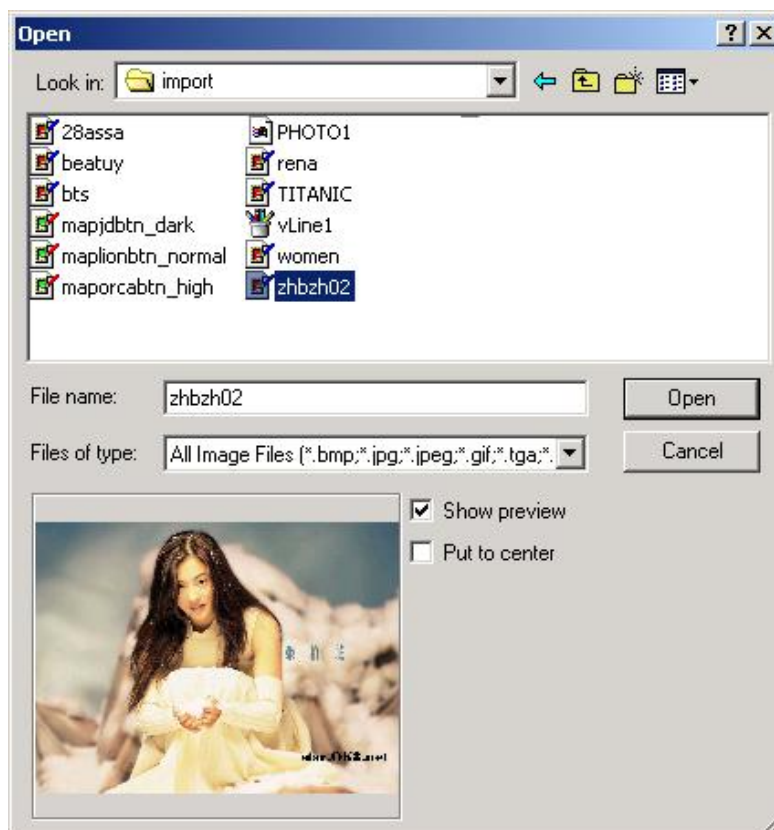 Open
Look in: import
28assa
beatuy
bts
mapjdbtn_dark
maplionbtn_normal
maporcabtn_high
PHOTO1
rena
TITANIC
vLine1
women
zhbzh02
File name: zhbzh02 Open
Files of type: All Image Files (*.bmp;*.jpg;*.jpeg;*.gif;*.tga;*. Cancel
Show preview
Put to center